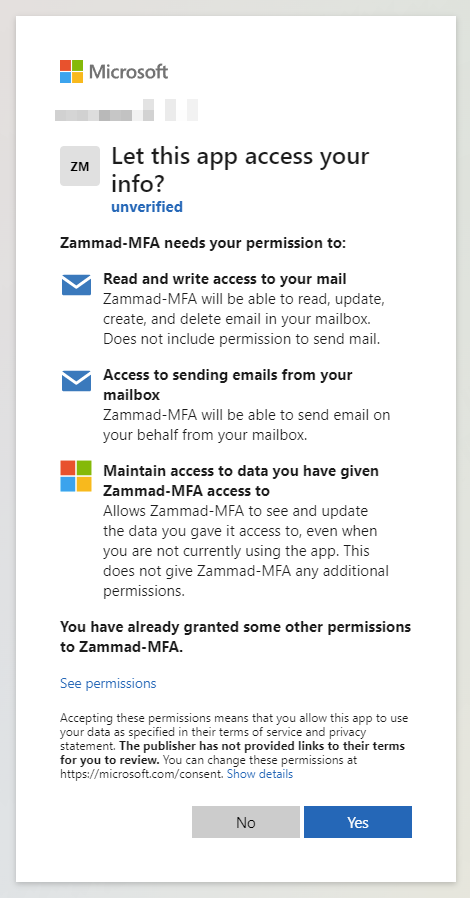 Microsoft
ZM
Let this app access your
info?
unverified
Zammad-MFA needs your permission to:
Read and write access to your mail
Zammad-MFA will be able to read, update,
create, and delete email in your mailbox.
Does not include permission to send mail.
Access to sending emails from your
mailbox
Zammad-MFA will be able to send email on
your behalf from your mailbox.
Maintain access to data you have given
Zammad-MFA access to
Allows Zammad-MFA to see and update
the data you gave it access to, even when
you are not currently using the app. This
does not give Zammad-MFA any additional
permissions.
You have already granted some other permissions
to Zammad-MFA.
See permissions
Accepting these permissions means that you allow this app to use
your data as specified in their terms of service and privacy
statement. The publisher has not provided links to their terms
for you to review. You can change these permissions at
https://microsoft.com/consent. Show details
No
Yes